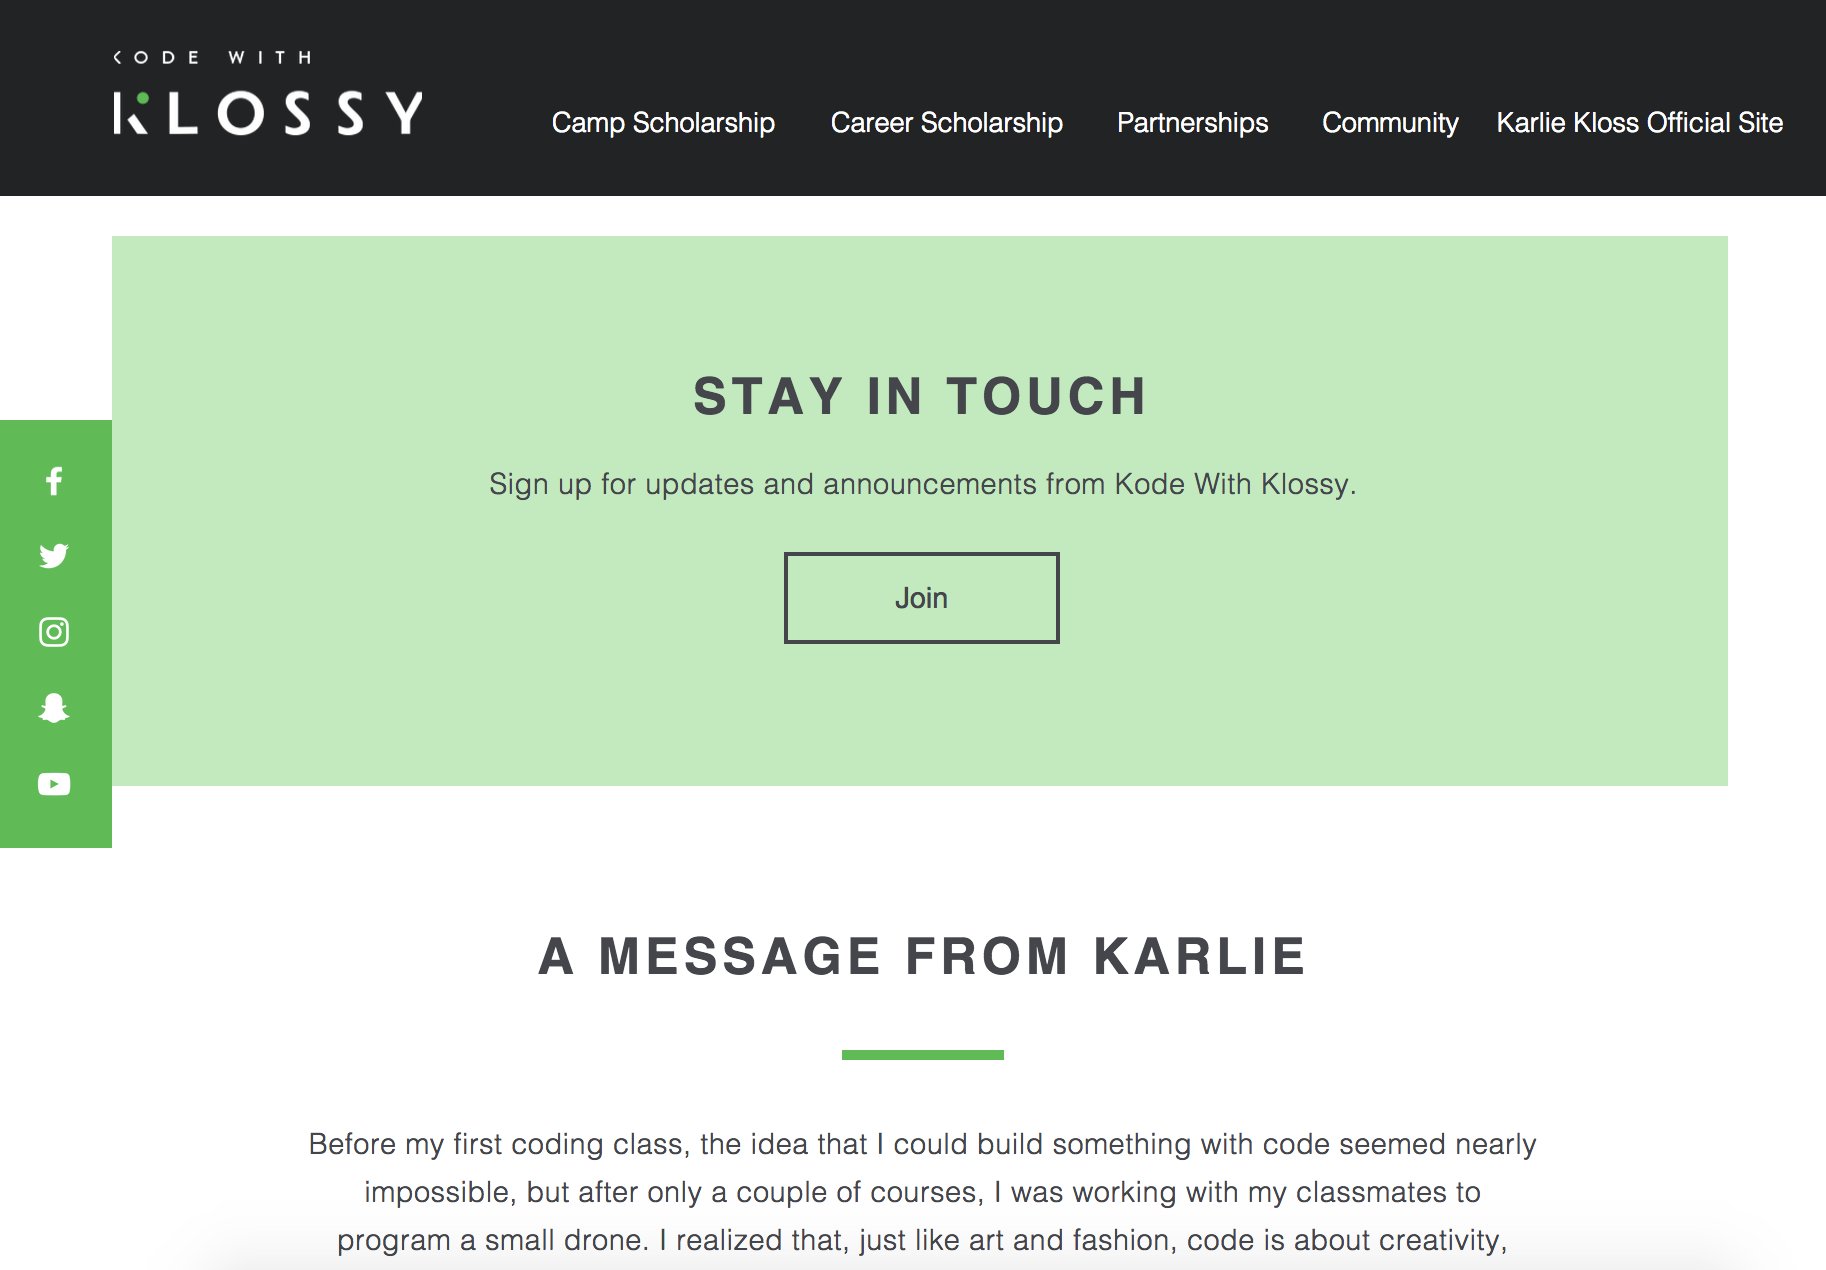 KODE WITH
KLOSSY
Camp Scholarship Career Scholarship Partnerships Community Karlie Kloss Official Site
STAY IN TOUCH
Sign up for updates and announcements from Kode With Klossy.
Join
A MESSAGE FROM KARLIE
Before my first coding class, the idea that I could build something with code seemed nearly
impossible, but after only a couple of courses, I was working with my classmates to
program a small drone. I realized that, just like art and fashion, code is about creativity,